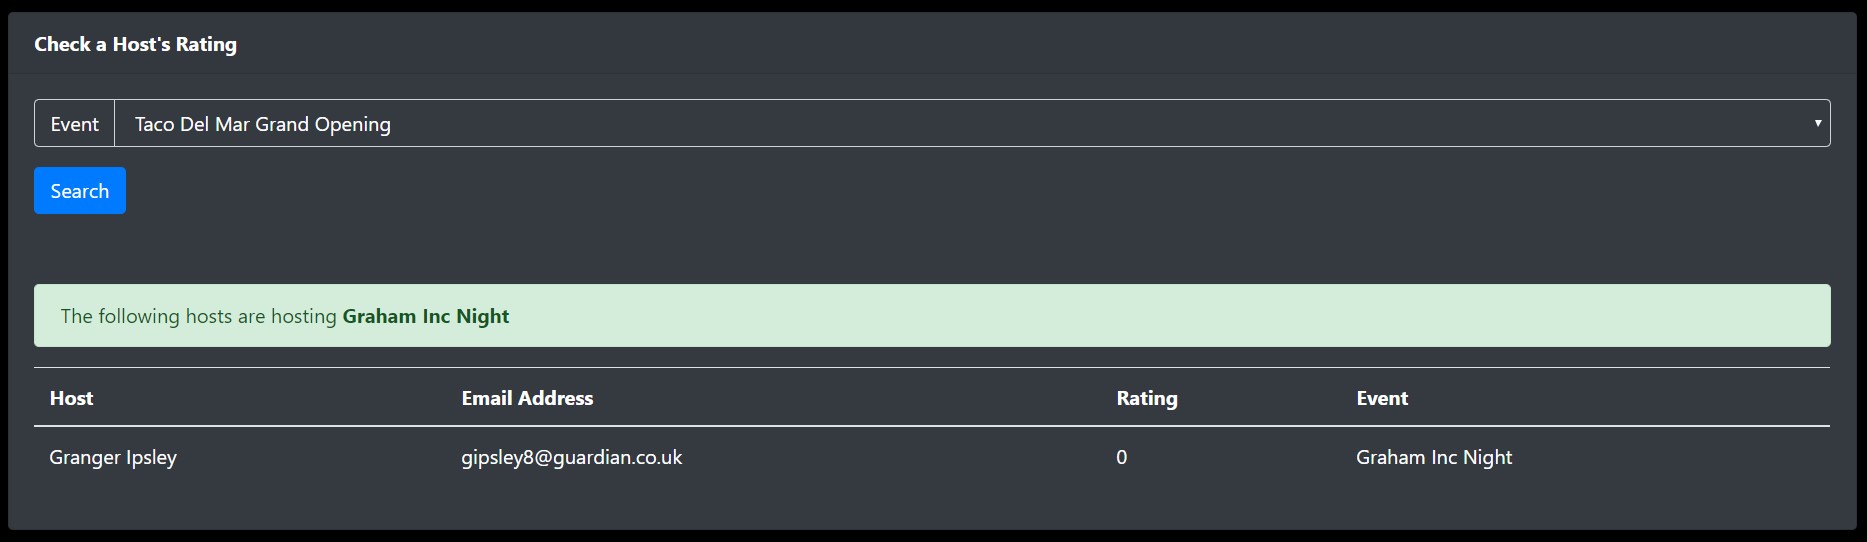 Check a Host's Rating
Event Taco Del Mar Grand Opening
Search
The following hosts are hosting Graham Inc Night
Host Email Address Rating Event
Granger Ipsley gipsley8@guardian.co.uk 0 Graham Inc Night